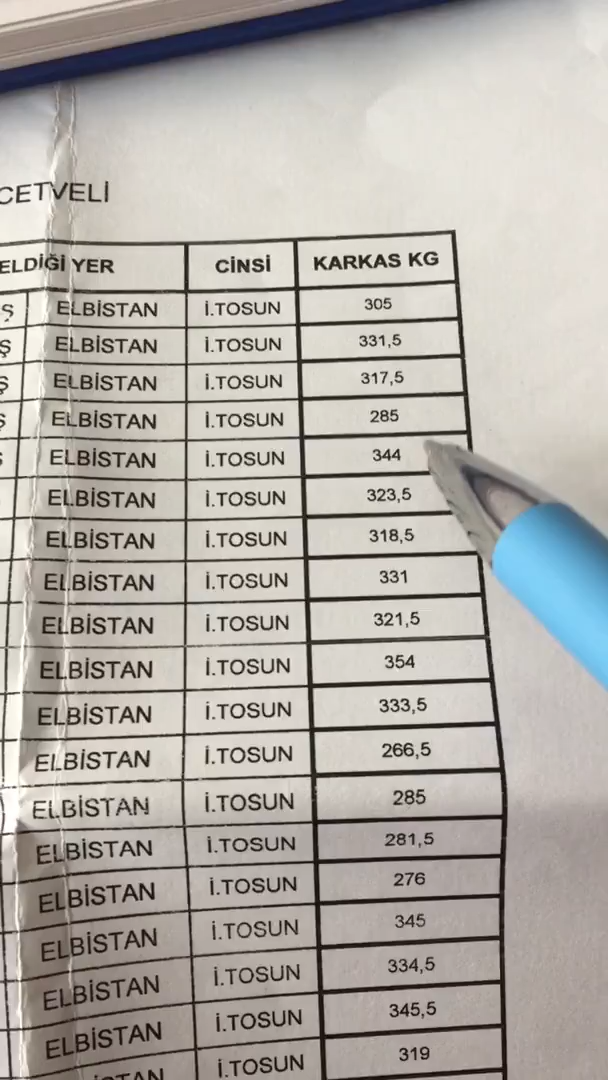 CETVELİ
ELDİĞİ YER CİNSİ KARKAS KG
Ş ELBİSTAN İ.TOSUN 305
Ş ELBİSTAN İ.TOSUN 331,5
Ş ELBİSTAN İ.TOSUN 317,5
Ş ELBİSTAN İ.TOSUN 285
ELBİSTAN İ.TOSUN 344
ELBİSTAN İ.TOSUN 323,5
ELBİSTAN İ.TOSUN 318,5
ELBİSTAN İ.TOSUN 331
ELBİSTAN İ.TOSUN 321,5
ELBİSTAN İ.TOSUN 354
ELBİSTAN İ.TOSUN 333,5
ELBİSTAN İ.TOSUN 266,5
ELBİSTAN İ.TOSUN 285
ELBİSTAN İ.TOSUN 281,5
ELBİSTAN İ.TOSUN 276
ELBİSTAN İ.TOSUN 345
ELBİSTAN İ.TOSUN 334,5
ELBİSTAN İ.TOSUN 345,5
TAN İ.TOSUN 319